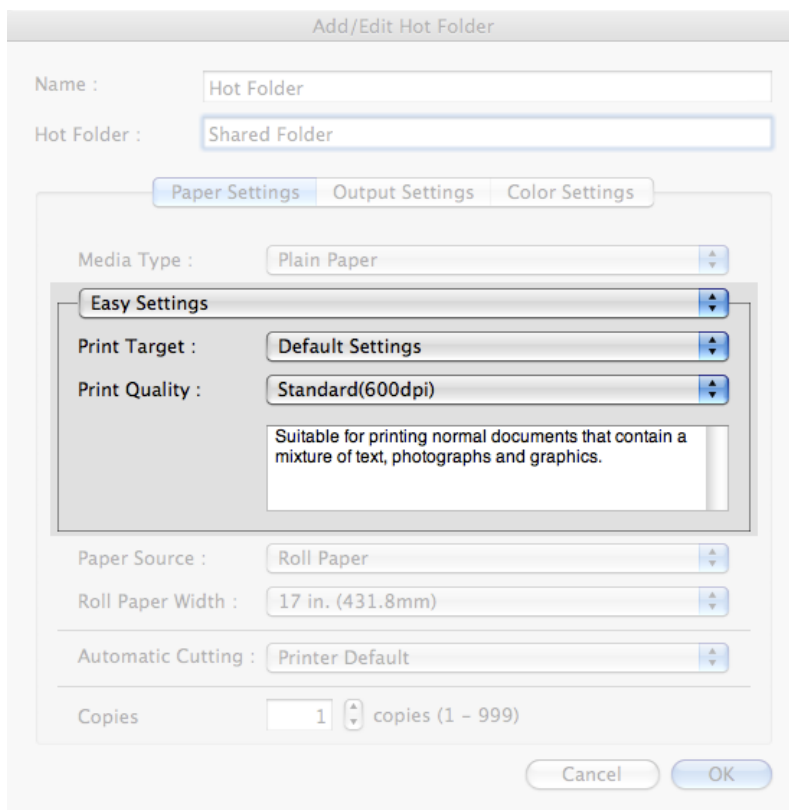 Add/Edit Hot Folder
Name : Hot Folder
Hot Folder : Shared Folder
Paper Settings Output Settings Color Settings
Media Type : Plain Paper
Easy Settings
Print Target : Default Settings
Print Quality : Standard(600dpi)
Suitable for printing normal documents that contain a
mixture of text, photographs and graphics.
Paper Source : Roll Paper
Roll Paper Width : 17 in. (431.8mm)
Automatic Cutting : Printer Default
Copies 1 copies (1 – 999)
Cancel OK